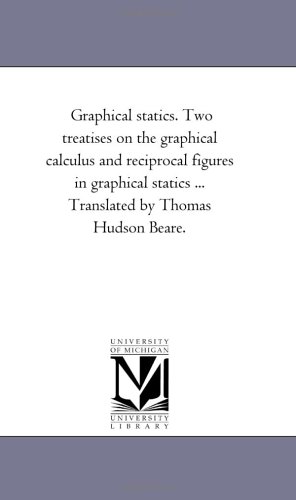 Graphical statics. Two
treatises on the graphical
calculus and reciprocal figures
in graphical statics ...
Translated by Thomas
Hudson Beare.
UNIVERSITY
OF MICHIGAN
UNIVERSITY
LIBRARY